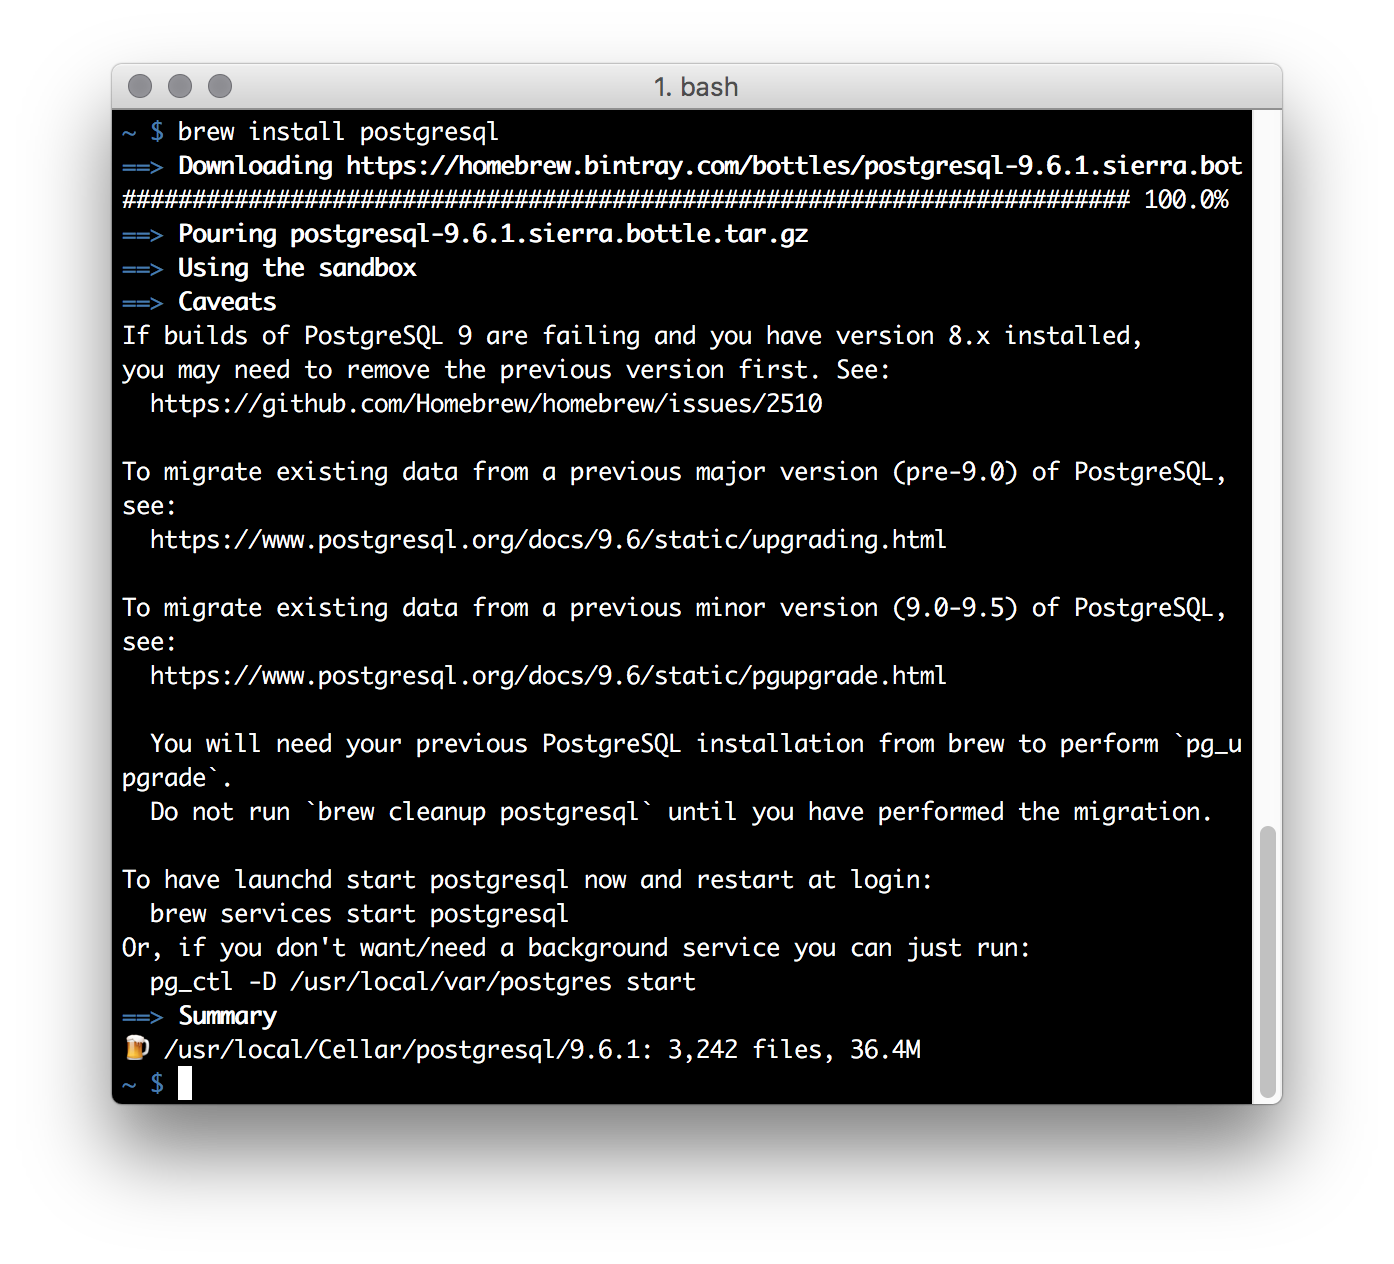 1. bash
~ $ brew install postgresql
==> Downloading https://homebrew.bintray.com/bottles/postgresql-9.6.1.sierra.bot
######################################################################## 100.0%
==> Pouring postgresql-9.6.1.sierra.bottle.tar.gz
==> Using the sandbox
==> Caveats
If builds of PostgreSQL 9 are failing and you have version 8.x installed,
you may need to remove the previous version first. See:
  https://github.com/Homebrew/homebrew/issues/2510

To migrate existing data from a previous major version (pre-9.0) of PostgreSQL,
see:
  https://www.postgresql.org/docs/9.6/static/upgrading.html

To migrate existing data from a previous minor version (9.0-9.5) of PostgreSQL,
see:
  https://www.postgresql.org/docs/9.6/static/pgupgrade.html

  You will need your previous PostgreSQL installation from brew to perform `pg_u
pgrade`.
  Do not run `brew cleanup postgresql` until you have performed the migration.

To have launchd start postgresql now and restart at login:
  brew services start postgresql
Or, if you don't want/need a background service you can just run:
  pg_ctl -D /usr/local/var/postgres start
==> Summary
🍺 /usr/local/Cellar/postgresql/9.6.1: 3,242 files, 36.4M
~ $